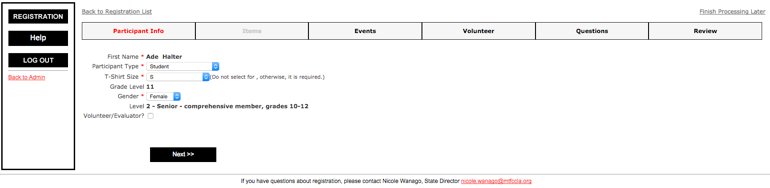 REGISTRATION
Help
LOG OUT
Back to Admin
Back to Registration List
Finish Processing Later
Participant Info
Items
Events
Volunteer
Questions
Review
First Name * Ade Halter
Participant Type * Student
T-Shirt Size * S (Do not select for , otherwise, it is required.)
Grade Level 11
Gender * Female
Level 2 - Senior - comprehensive member, grades 10-12
Volunteer/Evaluator?
Next >>
If you have questions about registration, please contact Nicole Wanago, State Director nicole.wanago@mtfccla.org